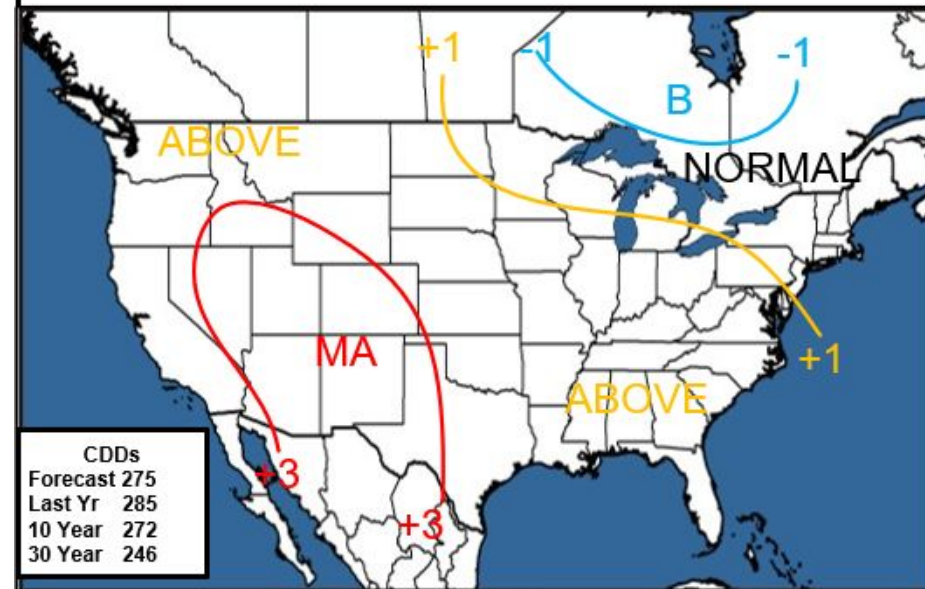 +1
-1
-1
B
ABOVE
NORMAL
MA
+1
ABOVE
+3
+3
CDDs
Forecast 275
Last Yr 285
10 Year 272
30 Year 246